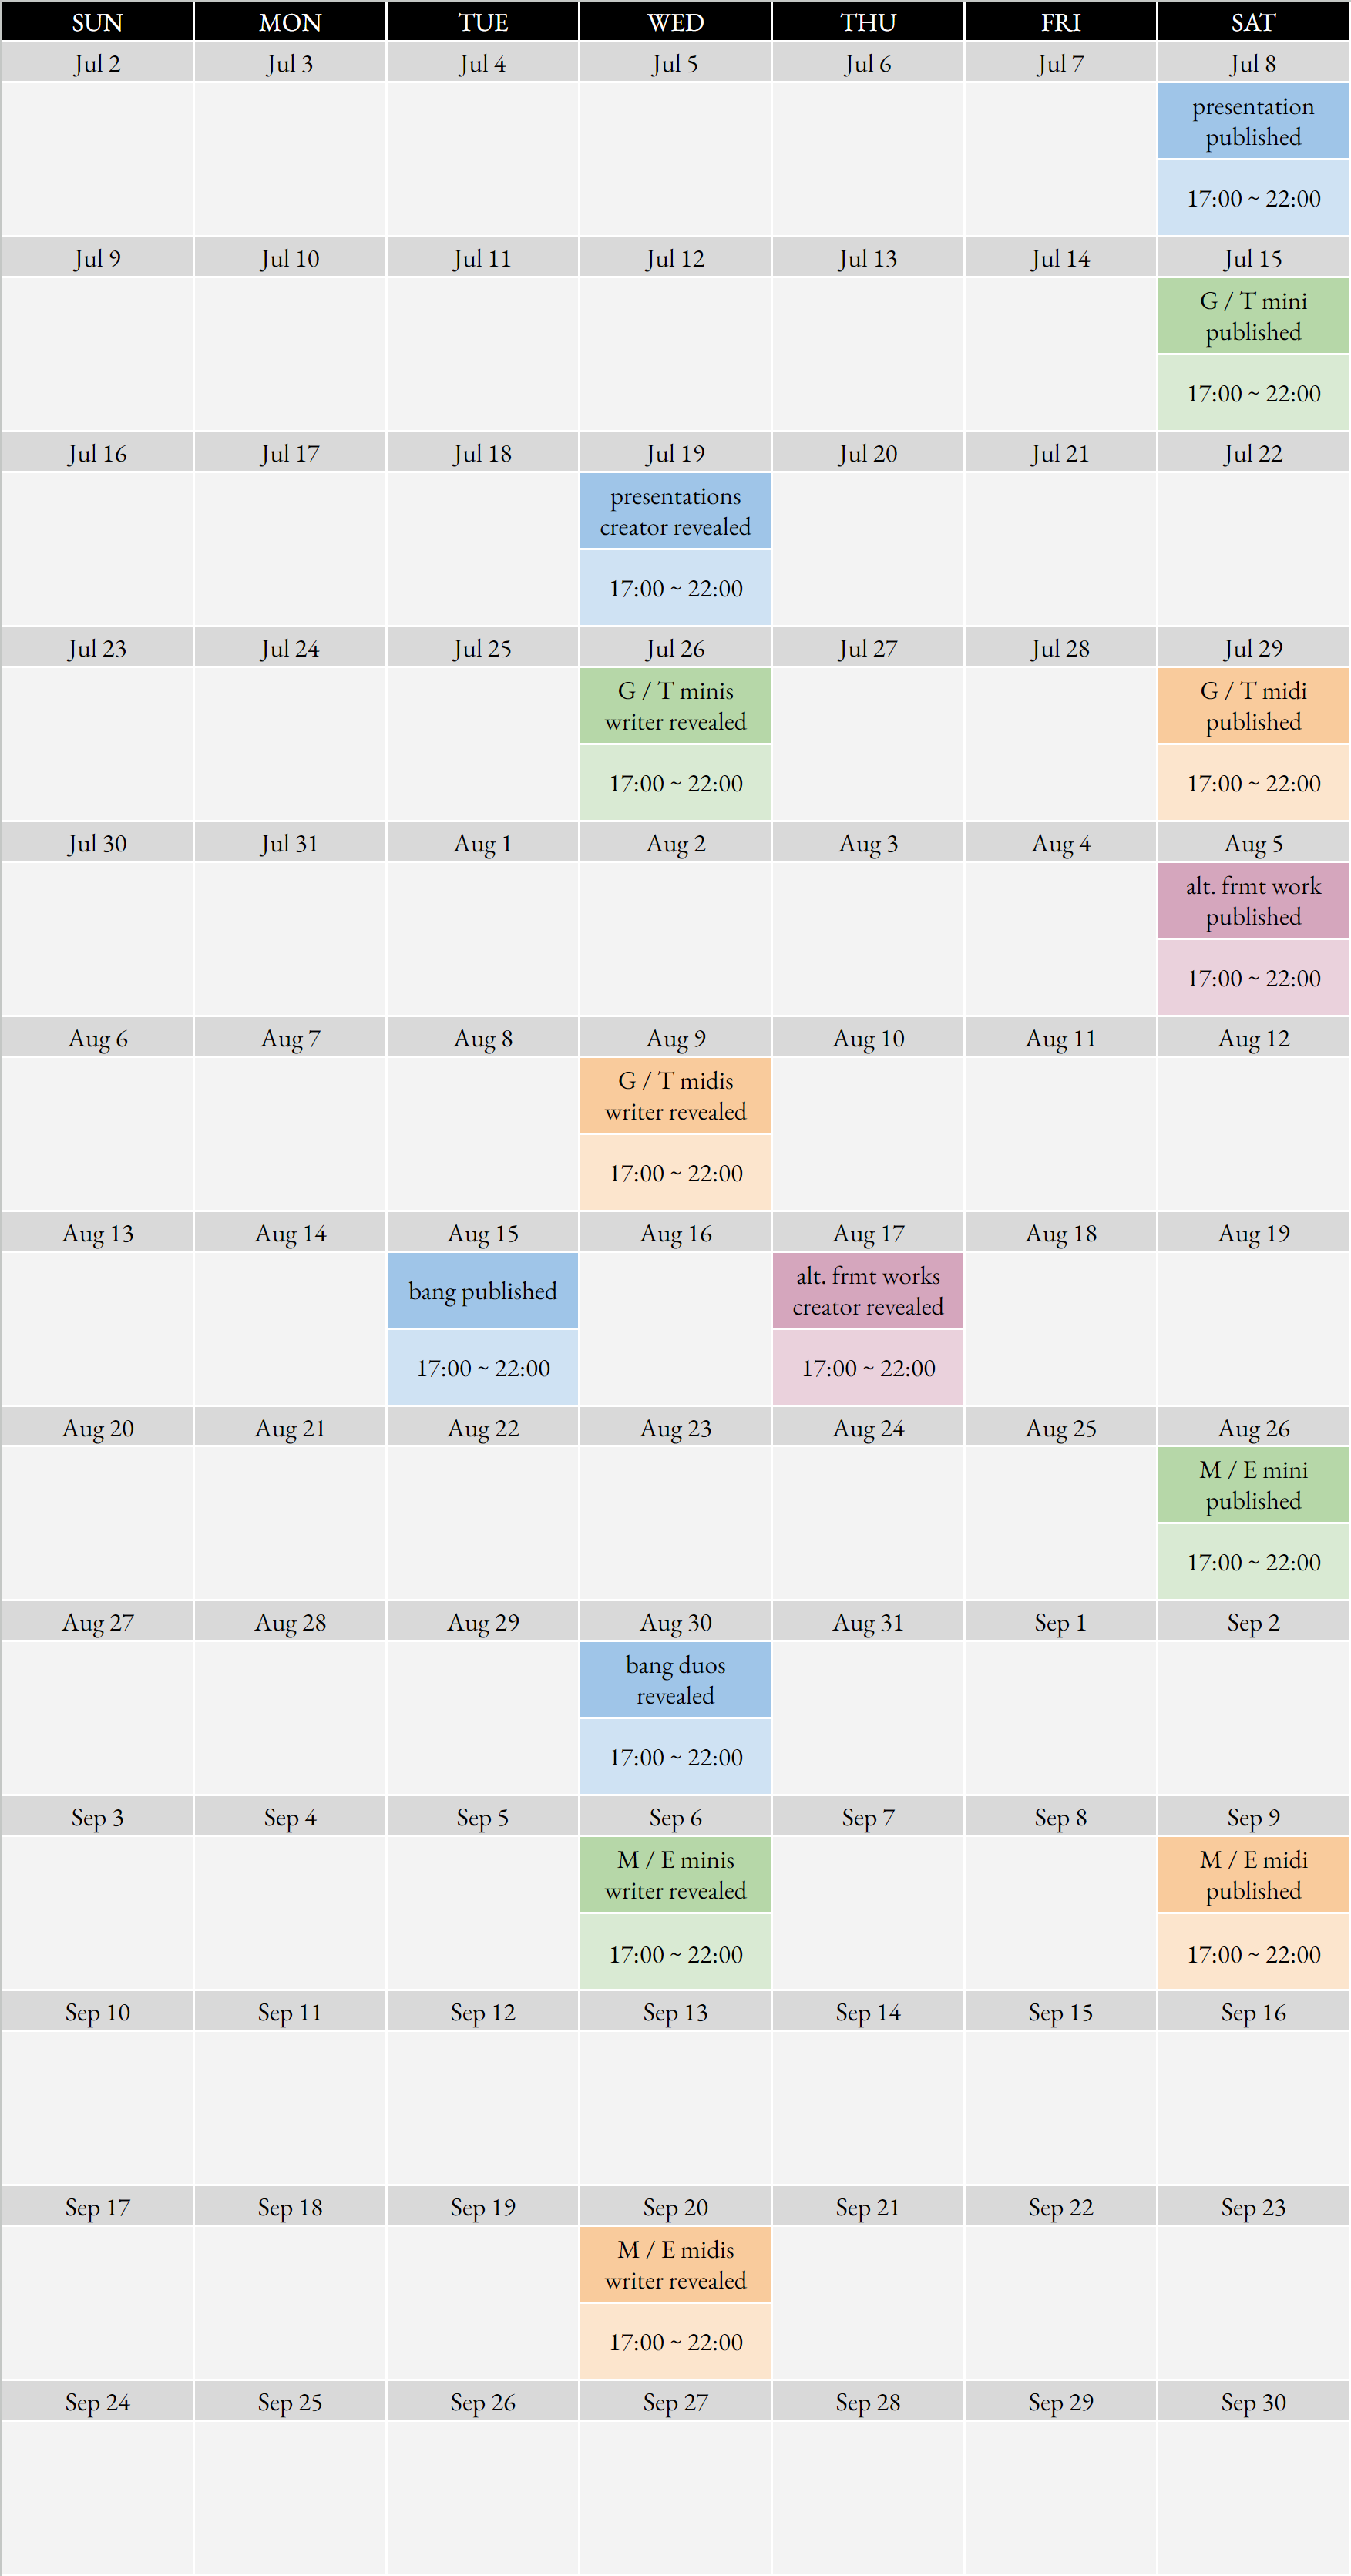 SUN MON TUE WED THU FRI SAT
Jul 2 Jul 3 Jul 4 Jul 5 Jul 6 Jul 7 Jul 8
presentation
published
17:00 ~ 22:00
Jul 9 Jul 10 Jul 11 Jul 12 Jul 13 Jul 14 Jul 15
G / T mini
published
17:00 ~ 22:00
Jul 16 Jul 17 Jul 18 Jul 19 Jul 20 Jul 21 Jul 22
presentations
creator revealed
17:00 ~ 22:00
Jul 23 Jul 24 Jul 25 Jul 26 Jul 27 Jul 28 Jul 29
G / T minis
writer revealed
17:00 ~ 22:00
G / T midi
published
17:00 ~ 22:00
Jul 30 Jul 31 Aug 1 Aug 2 Aug 3 Aug 4 Aug 5
alt. frmt work
published
17:00 ~ 22:00
Aug 6 Aug 7 Aug 8 Aug 9 Aug 10 Aug 11 Aug 12
G / T midis
writer revealed
17:00 ~ 22:00
Aug 13 Aug 14 Aug 15 Aug 16 Aug 17 Aug 18 Aug 19
bang published
17:00 ~ 22:00
alt. frmt works
creator revealed
17:00 ~ 22:00
Aug 20 Aug 21 Aug 22 Aug 23 Aug 24 Aug 25 Aug 26
M / E mini
published
17:00 ~ 22:00
Aug 27 Aug 28 Aug 29 Aug 30 Aug 31 Sep 1 Sep 2
bang duos
revealed
17:00 ~ 22:00
Sep 3 Sep 4 Sep 5 Sep 6 Sep 7 Sep 8 Sep 9
M / E minis
writer revealed
17:00 ~ 22:00
M / E midi
published
17:00 ~ 22:00
Sep 10 Sep 11 Sep 12 Sep 13 Sep 14 Sep 15 Sep 16
Sep 17 Sep 18 Sep 19 Sep 20 Sep 21 Sep 22 Sep 23
M / E midis
writer revealed
17:00 ~ 22:00
Sep 24 Sep 25 Sep 26 Sep 27 Sep 28 Sep 29 Sep 30